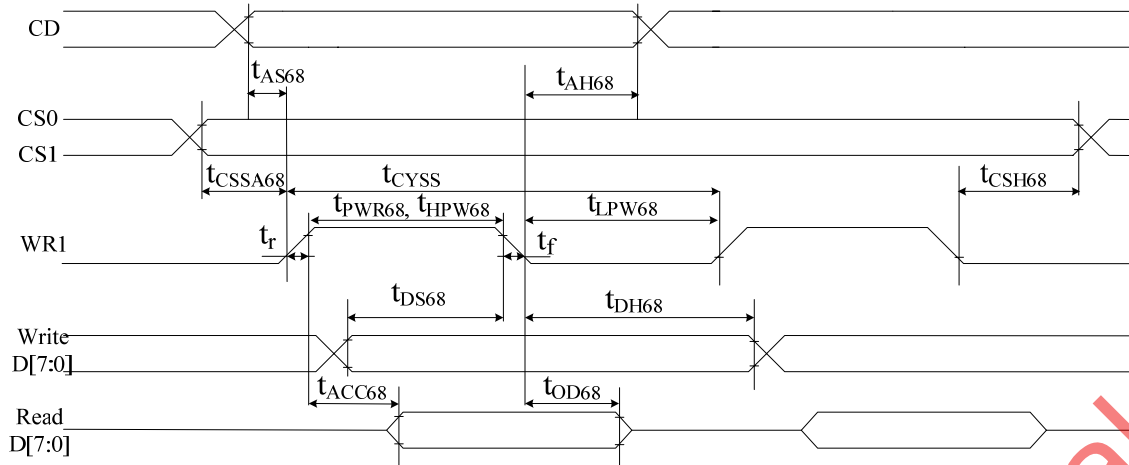 CD
tAS68
tAH68
CS0
CS1
tCSSA68
tCYSS
tCSH68
tPWR68, tHPW68
tLPW68
WR1
tr
tf
tDS68
tDH68
Write
D[7:0]
tACC68
tOD68
Read
D[7:0]